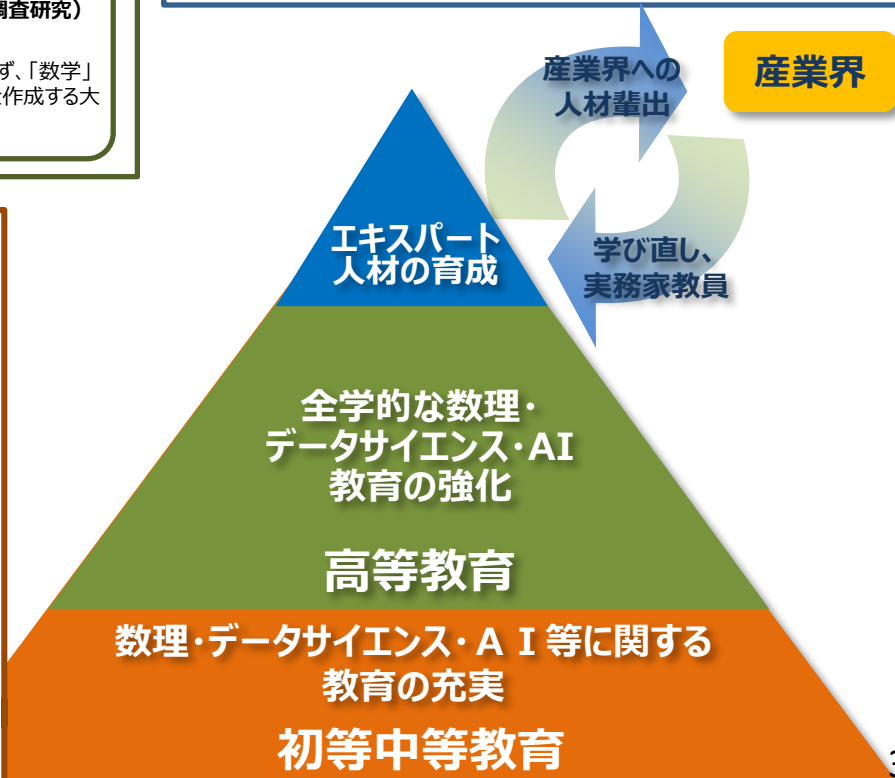 調査研究）
ず、「数学」
作成する大
産業界への
人材輩出
産業界
エキスパート
人材の育成
学び直し、
実務家教員
全学的な数理・
データサイエンス・AI
教育の強化
高等教育
数理・データサイエンス・ＡＩ等に関する
教育の充実
初等中等教育